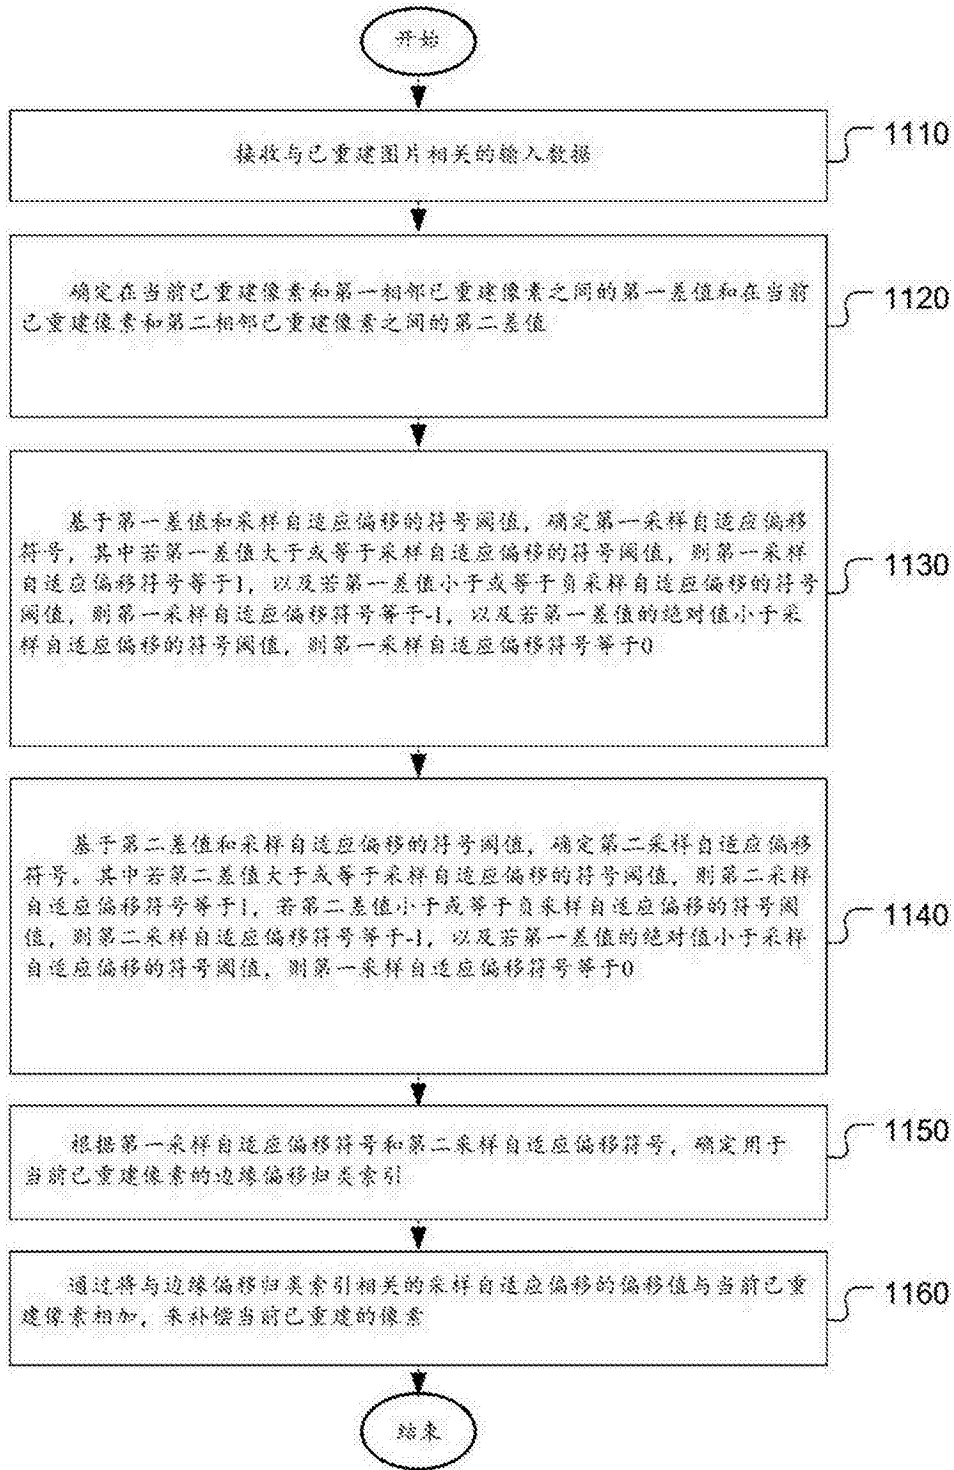 开始
接收与已重建图片相关的输入数据
1110
确定在当前已重建像素和第一相邻已重建像素之间的第一差值和在当前
已重建像素和第二相邻已重建像素之间的第二差值
1120
基于第一差值和采样自适应偏移的符号阈值，确定第一采样自适应偏移
符号，其中若第一差值大于或等于采样自适应偏移的符号阈值，则第一采样
自适应偏移符号等于1，以及若第一差值小于或等于负采样自适应偏移的符号
阈值，则第一采样自适应偏移符号等于-1，以及若第一差值的绝对值小于采
样自适应偏移的符号阈值，则第一采样自适应偏移符号等于0
1130
基于第二差值和采样自适应偏移的符号阈值，确定第二采样自适应偏移
符号。其中若第二差值大于或等于采样自适应偏移的符号阈值，则第二采样
自适应偏移符号等于1，若第二差值小于或等于负采样自适应偏移的符号阈
值，则第二采样自适应偏移符号等于-1，以及若第一差值的绝对值小于采样
自适应偏移的符号阈值，则第一采样自适应偏移符号等于0
1140
根据第一采样自适应偏移符号和第二采样自适应偏移符号，确定用于
当前已重建像素的边缘偏移归类索引
1150
通过将与边缘偏移归类索引相关的采样自适应偏移的偏移值与当前已重
建像素相加，来补偿当前已重建的像素
1160
结束